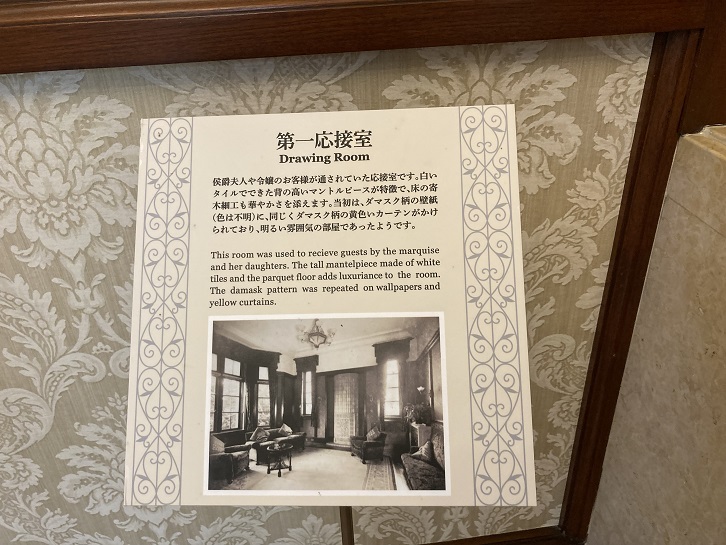 第一応接室
Drawing Room
侯爵夫人や令嬢のお客様が通されていた応接室です。白い
タイルでできた背の高いマントルピースが特徴で、床の寄
木細工も華やかさを添えます。当初は、ダマスク柄の壁紙
(色は不明)に、同じくダマスク柄の黄色いカーテンがかけ
られており、明るい雰囲気の部屋であったようです。
This room was used to recieve guests by the marquise
and her daughters. The tall mantelpiece made of white
tiles and the parquet floor adds luxuriance to the room.
The damask pattern was repeated on wallpapers and
yellow curtains.